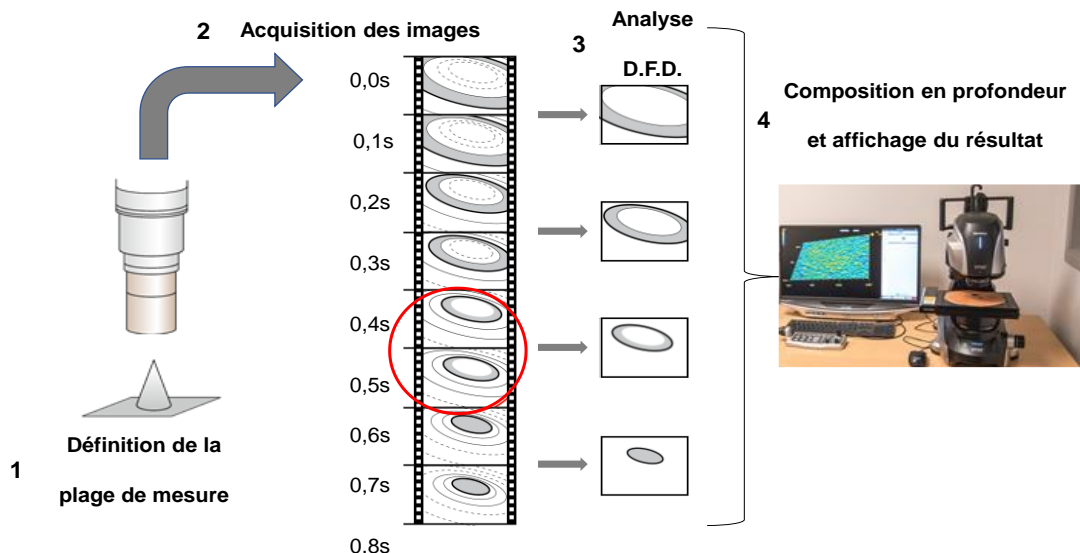 1
Définition de la
plage de mesure
2 Acquisition des images
0,0s
0,1s
0,2s
0,3s
0,4s
0,5s
0,6s
0,7s
0,8s
3
Analyse
D.F.D.
4
Composition en profondeur
et affichage du résultat